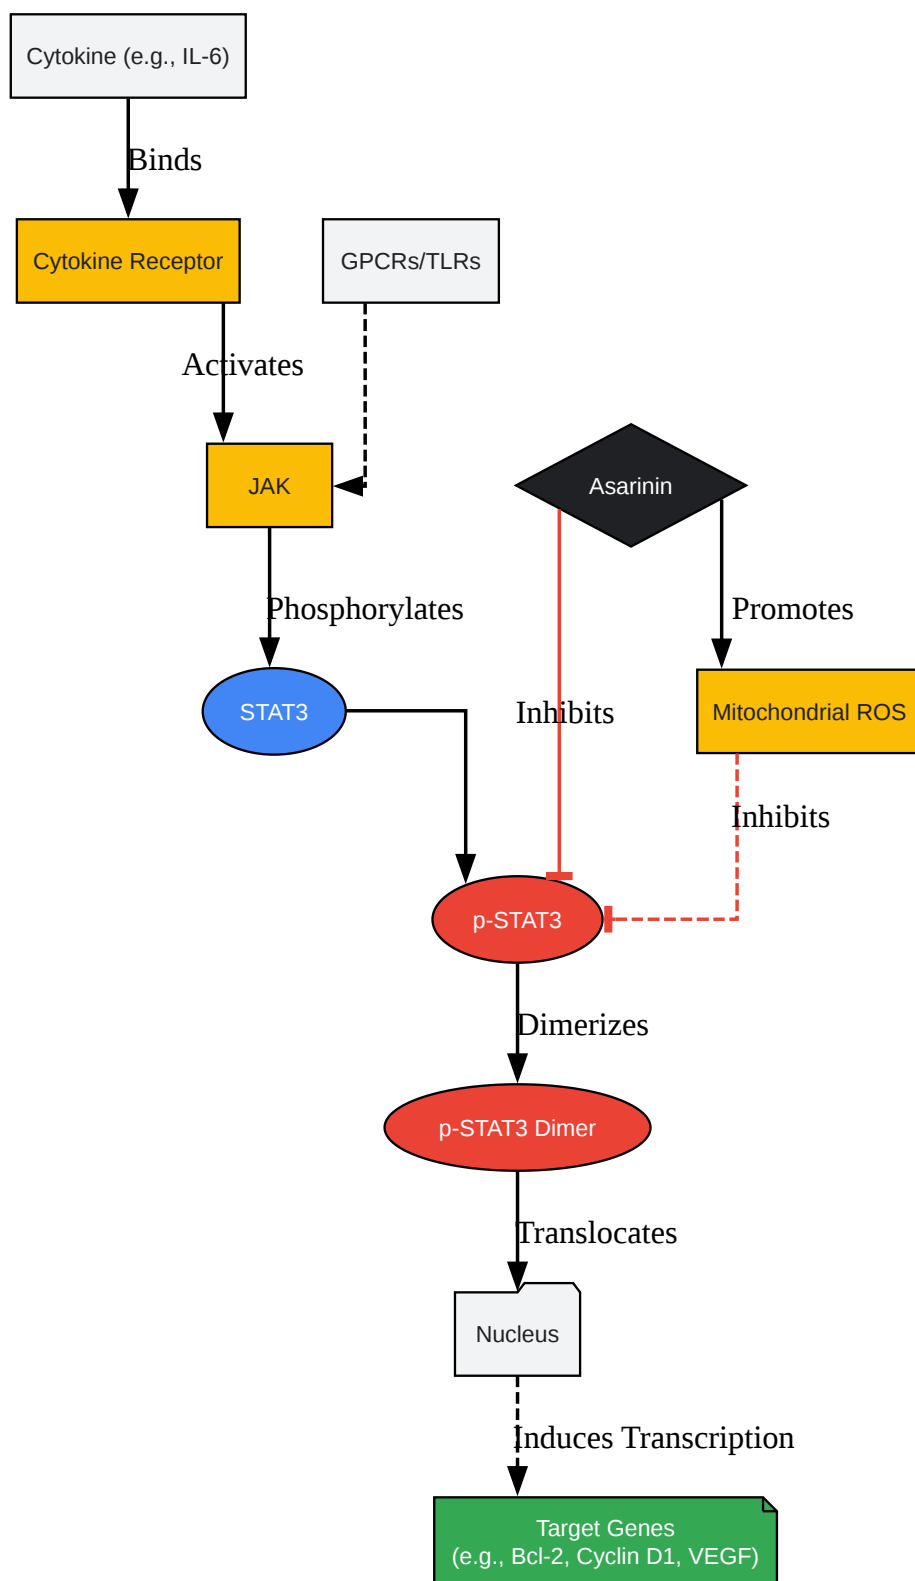 Cytokine (e.g., IL-6)
Binds
Cytokine Receptor
GPCRs/TLRs
Activates
JAK
Asarinin
Phosphorylates
Promotes
STAT3
Inhibits
Mitochondrial ROS
Inhibits
p-STAT3
Dimerizes
p-STAT3 Dimer
Translocates
Nucleus
Induces Transcription
Target Genes
(e.g., Bcl-2, Cyclin D1, VEGF)